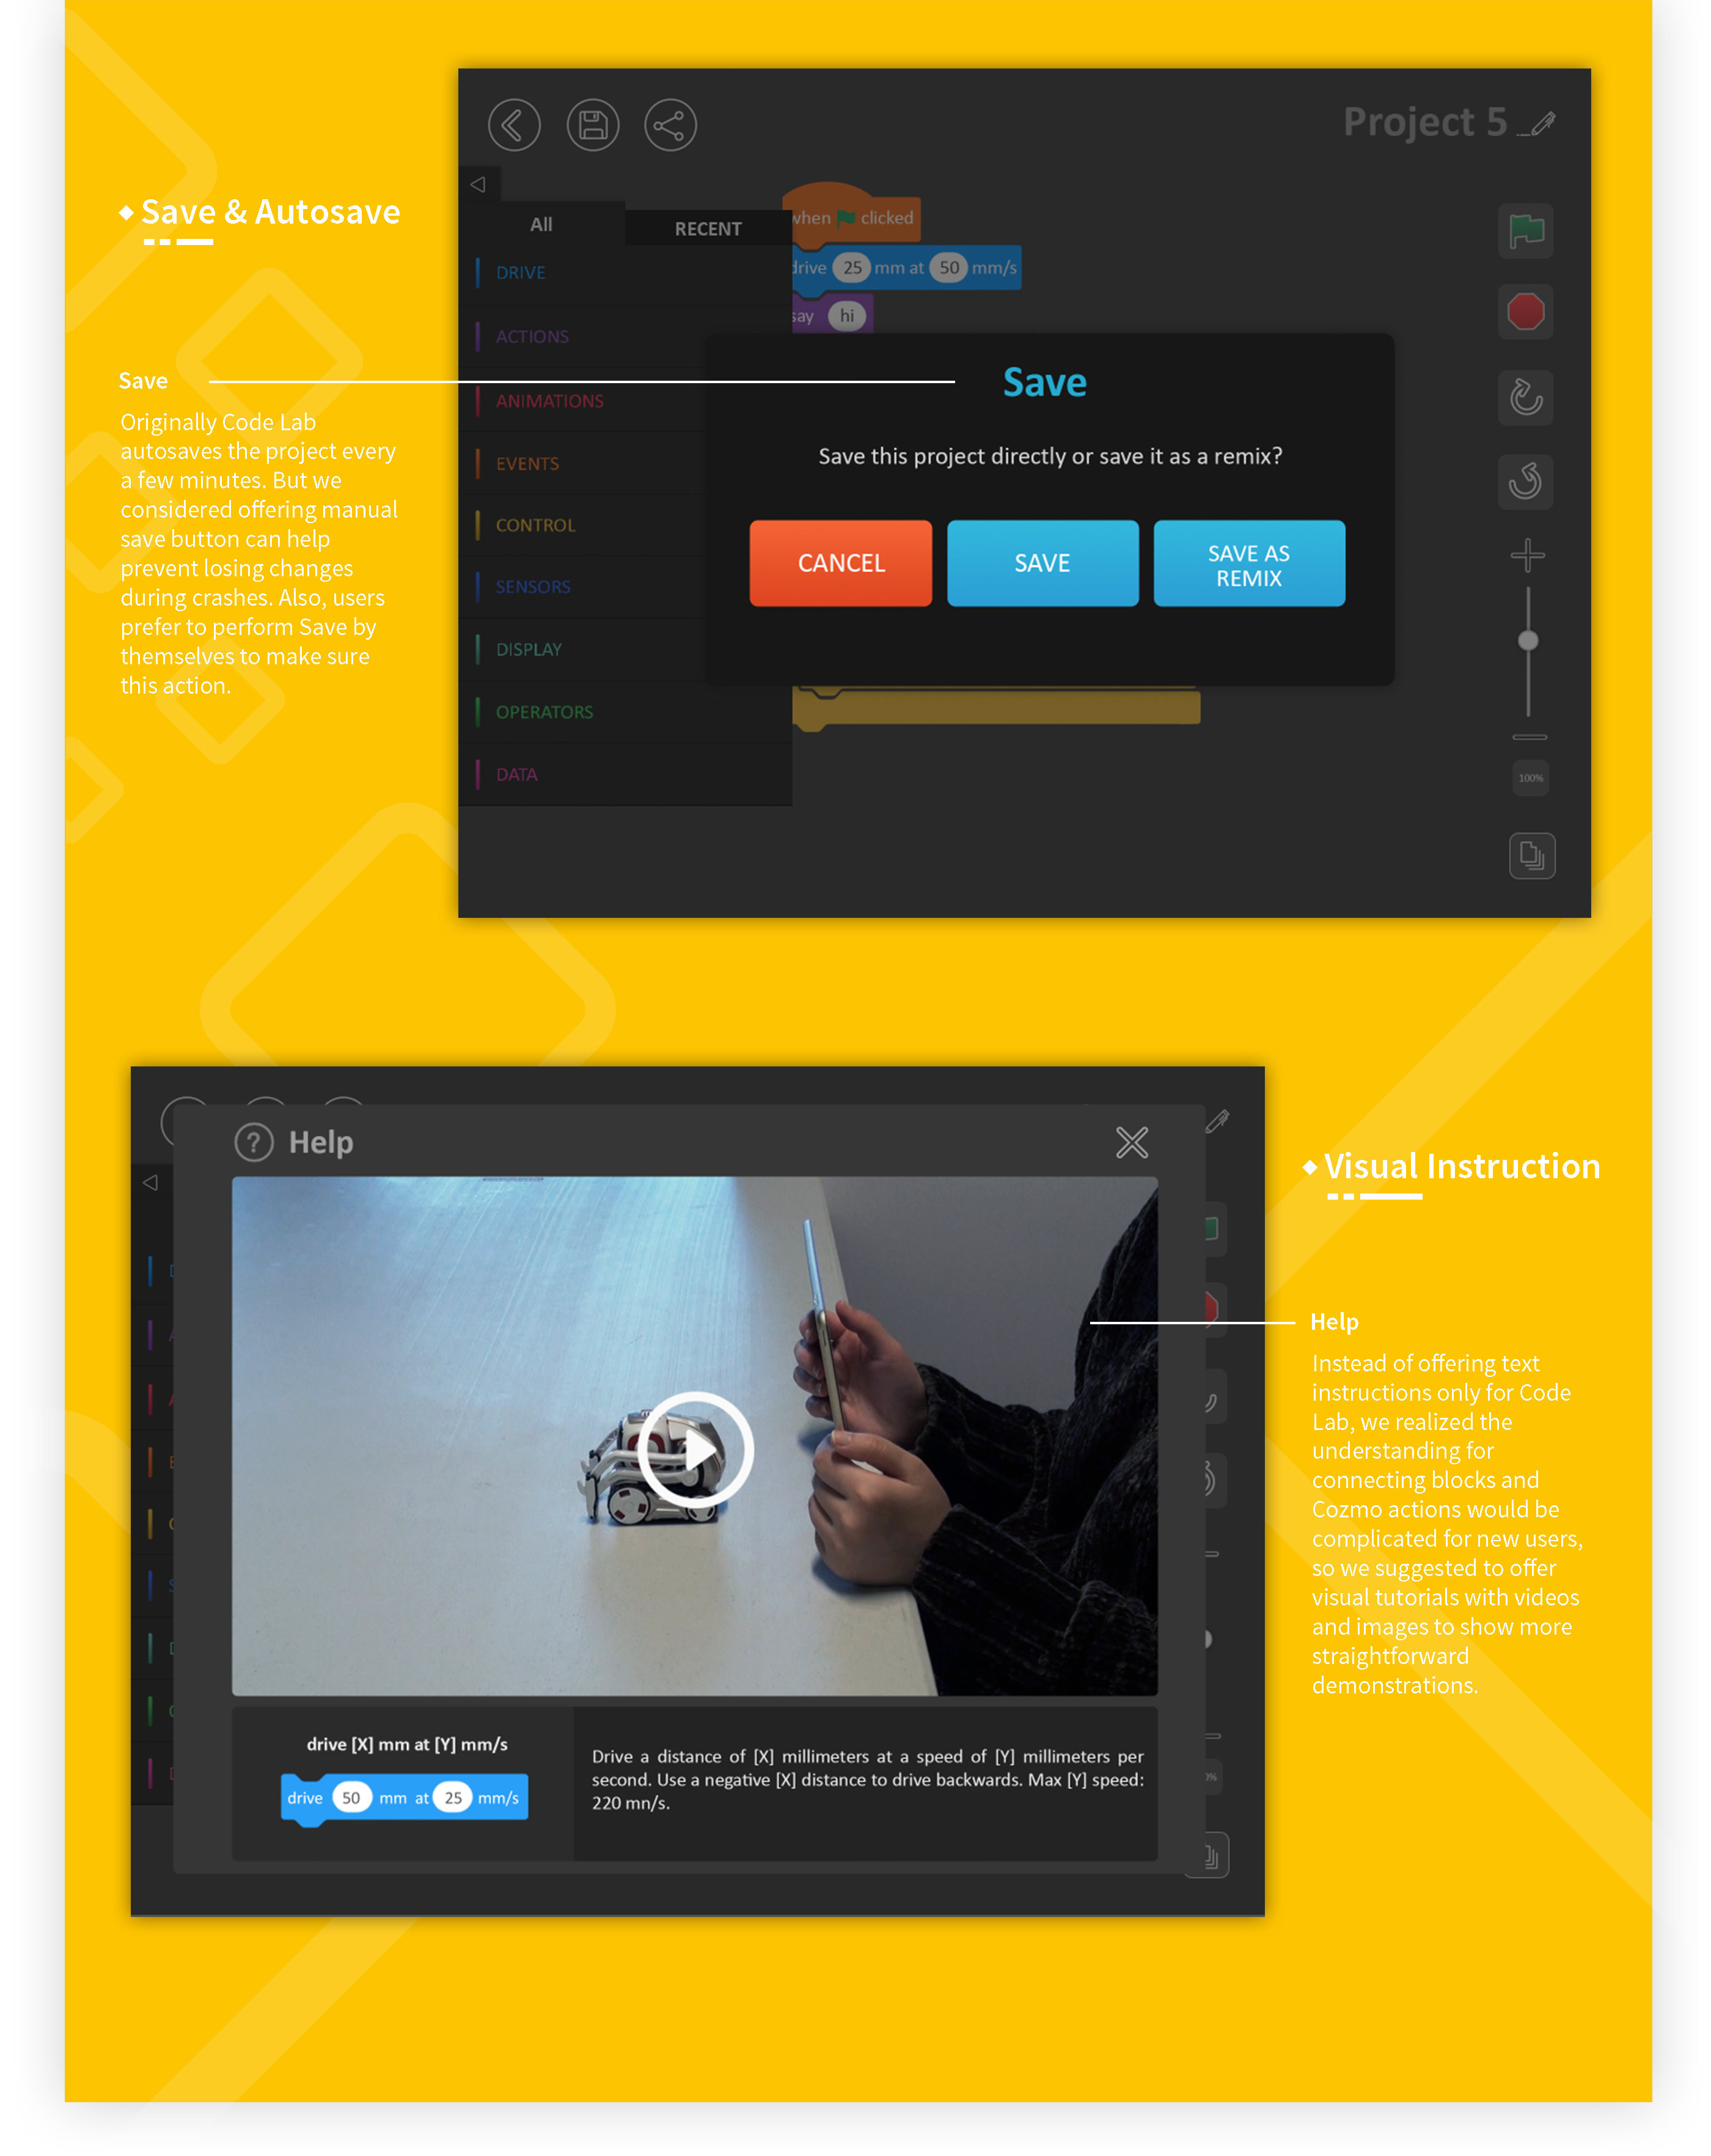 Project 5
Save & Autosave
All
RECENT
DRIVE
ACTIONS
ANIMATIONS
EVENTS
CONTROL
SENSORS
DISPLAY
OPERATORS
DATA
when clicked
drive 25 mm at 50 mm/s
say hi
Save
Save this project directly or save it as a remix?
CANCEL
SAVE
SAVE AS
REMIX
100%
Save
Originally Code Lab
autosaves the project every
a few minutes. But we
considered offering manual
save button can help
prevent losing changes
during crashes. Also, users
prefer to perform Save by
themselves to make sure
this action.
? Help
drive [X] mm at [Y] mm/s
drive 50 mm at 25 mm/s
Drive a distance of [X] millimeters at a speed of [Y] millimeters per
second. Use a negative [X] distance to drive backwards. Max [Y] speed:
220 mn/s.
Visual Instruction
Help
Instead of offering text
instructions only for Code
Lab, we realized the
understanding for
connecting blocks and
Cozmo actions would be
complicated for new users,
so we suggested to offer
visual tutorials with videos
and images to show more
straightforward
demonstrations.